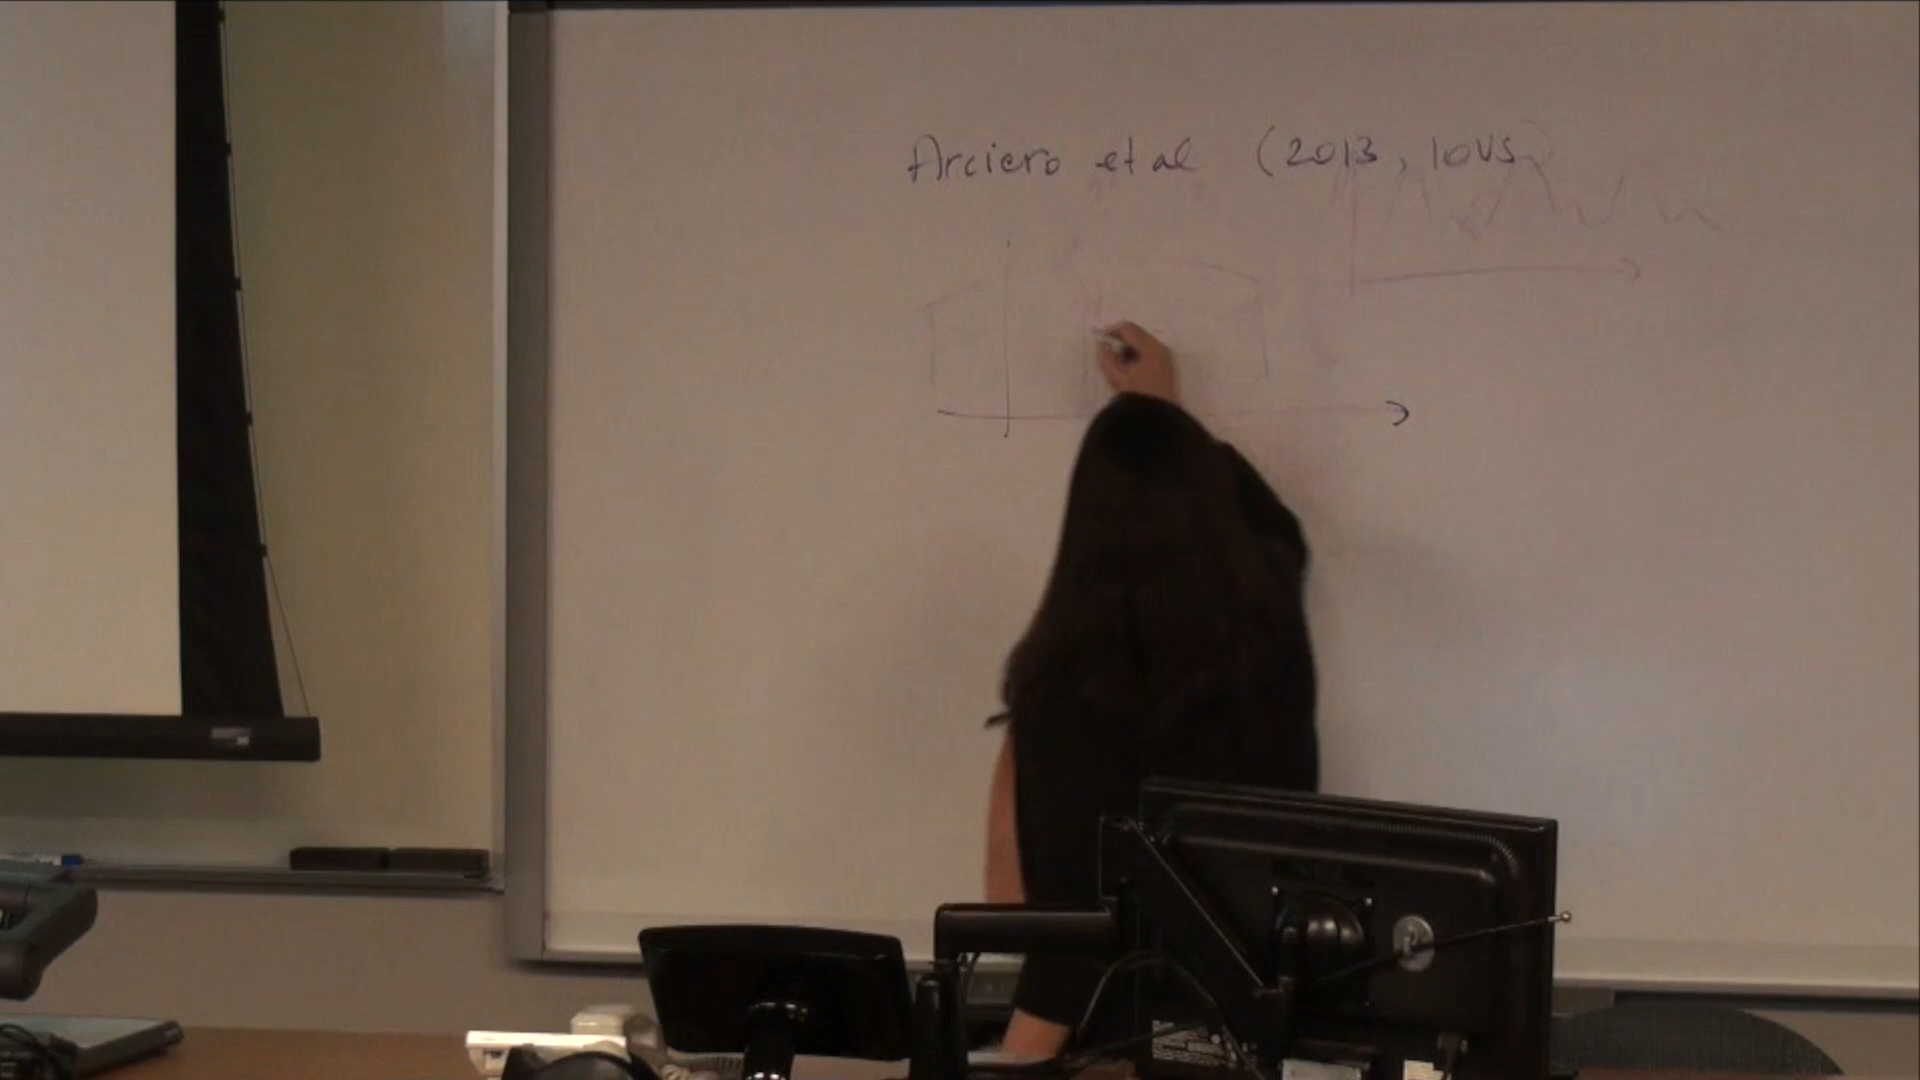 Arciero et al (2013, IOVS)